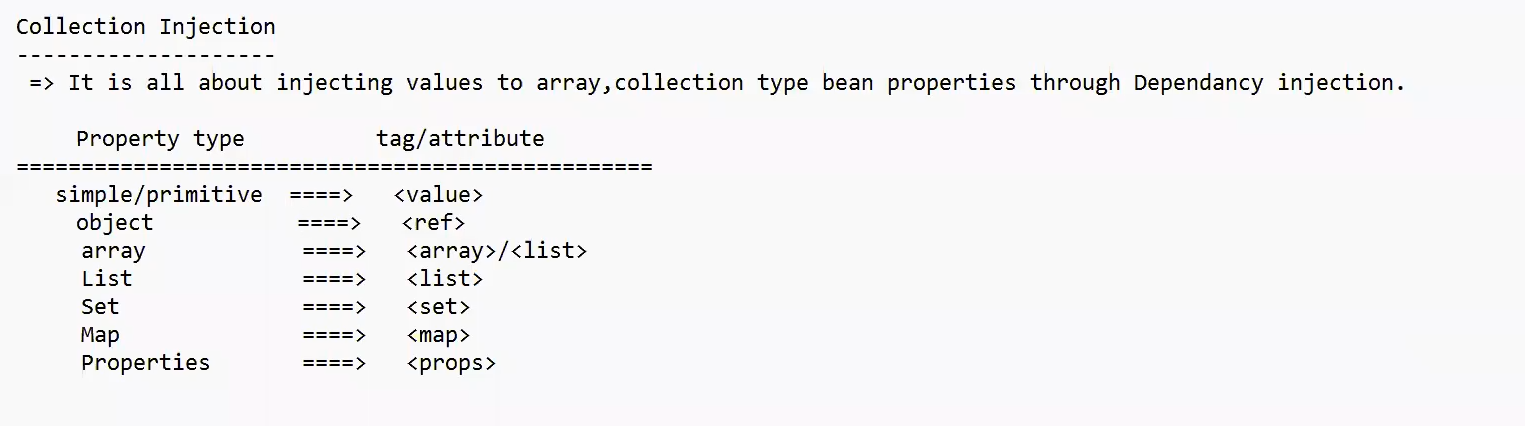 Collection Injection
--------------------
=> It is all about injecting values to array,collection type bean properties through Dependancy injection.
Property type tag/attribute
=================================================
simple/primitive ====> <value>
object ====> <ref>
array ====> <array>/<list>
List ====> <list>
Set ====> <set>
Map ====> <map>
Properties ====> <props>